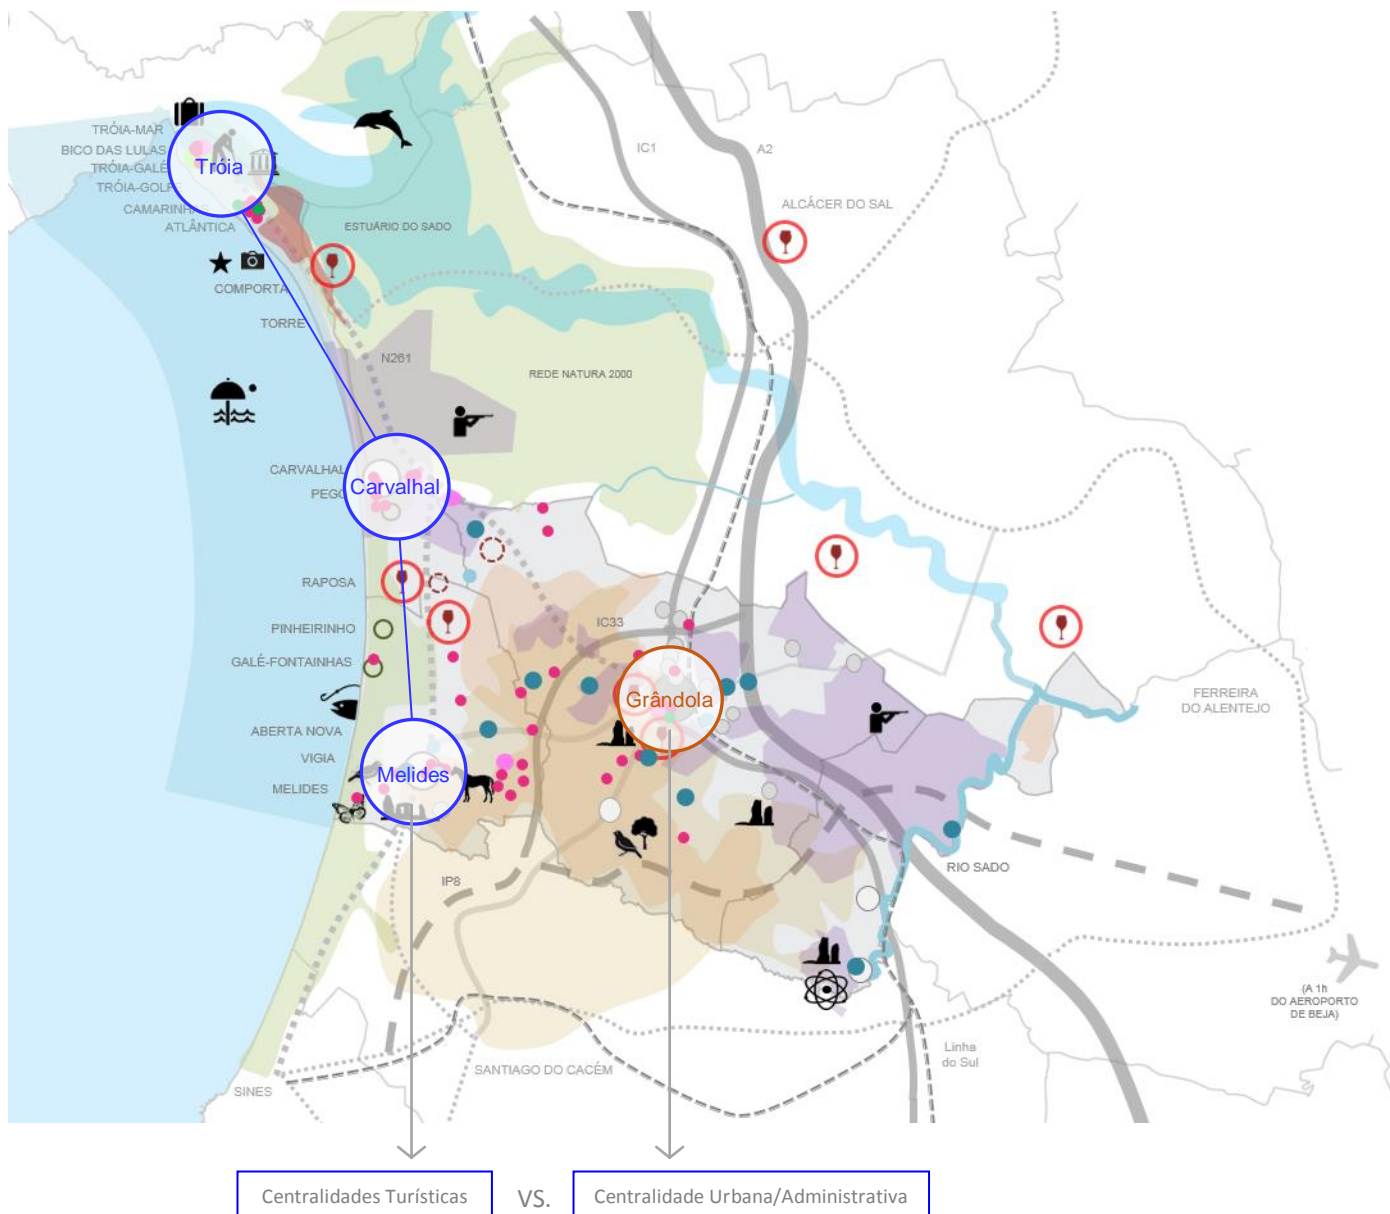 TRÓIA-MAR
BICO DAS LULAS
TRÓIA-GALÉ
TRÓIA-GOLF
CAMARINHAS
ATLÂNTICA
Tróia
ESTUÁRIO DO SADO
IC1
A2
ALCÁCER DO SAL
COMPORTA
TORRE
N261
REDE NATURA 2000
CARVALHAL
PEGO
Carvalhal
RAPOSA
PINHEIRINHO
GALÉ-FONTAINHAS
IC33
Grândola
FERREIRA
DO ALENTEJO
ABERTA NOVA
VIGIA
MELIDES
Melides
IP8
RIO SADO
(A 1h
DO AEROPORTO
DE BEJA)
Linha
do Sul
SANTIAGO DO CACÉM
SINES
Centralidades Turísticas
VS.
Centralidade Urbana/Administrativa